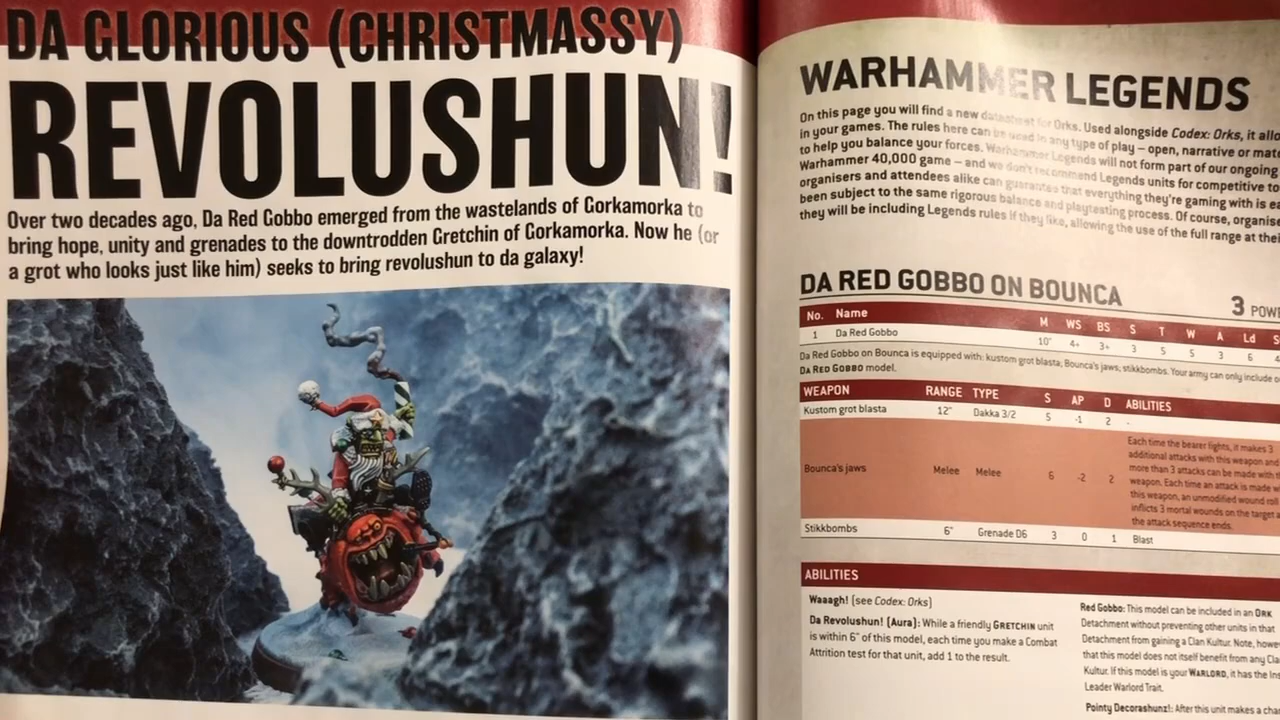 DA GLORIOUS (CHRISTMASSY)
REVOLUSHUN!
Over two decades ago, Da Red Gobbo emerged from the wastelands of Gorkamorka to
bring hope, unity and grenades to the downtrodden Gretchin of Gorkamorka. Now he (or
a grot who looks just like him) seeks to bring revolushun to da galaxy!
WARHAMMER LEGENDS
On this page you will find a new datasheet for Orks. Used alongside Codex: Orks, it allo
in your games. The rules here can be used in any type of play – open, narrative or mat
to help you balance your forces. Warhammer Legends will not form part of our ongoing
Warhammer 40,000 game – and we don't recommend Legends units for competitive to
organisers and attendees alike can guarantee that everything they're gaming with is ea
been subject to the same rigorous balance and playtesting process. Of course, organise
they will be including Legends rules if they like, allowing the use of the full range at thei
DA RED GOBBO ON BOUNCA 3 POW
No. Name M WS BS S T W A Ld S
1 Da Red Gobbo 10" 4+ 3+ 3 5 5 3 6 4
Da Red Gobbo on Bounca is equipped with: kustom grot blasta; Bounca's jaws; stikkbombs. Your army can only include o
DA RED GOBBO model.
WEAPON RANGE TYPE S AP D ABILITIES
Kustom grot blasta 12" Dakka 3/2 5 -1 2 -
Bounca's jaws Melee Melee 6 -2 2 Each time the bearer fights, it makes 3
additional attacks with this weapon and
more than 3 attacks can be made with th
weapon. Each time an attack is made w
this weapon, an unmodified wound roll
inflicts 3 mortal wounds on the target a
the attack sequence ends.
Stikkbombs 6" Grenade D6 3 0 1 Blast
ABILITIES
Waaagh! (see Codex: Orks)
Da Revolushun! (Aura): While a friendly GRETCHIN unit
is within 6" of this model, each time you make a Combat
Attrition test for that unit, add 1 to the result.
Red Gobbo: This model can be included in an ORK
Detachment without preventing other units in that
Detachment from gaining a Clan Kultur. Note, howe
that this model does not itself benefit from any Cla
Kultur. If this model is your WARLORD, it has the Ins
Leader Warlord Trait.
Pointy Decorashunz!: After this unit makes a cha